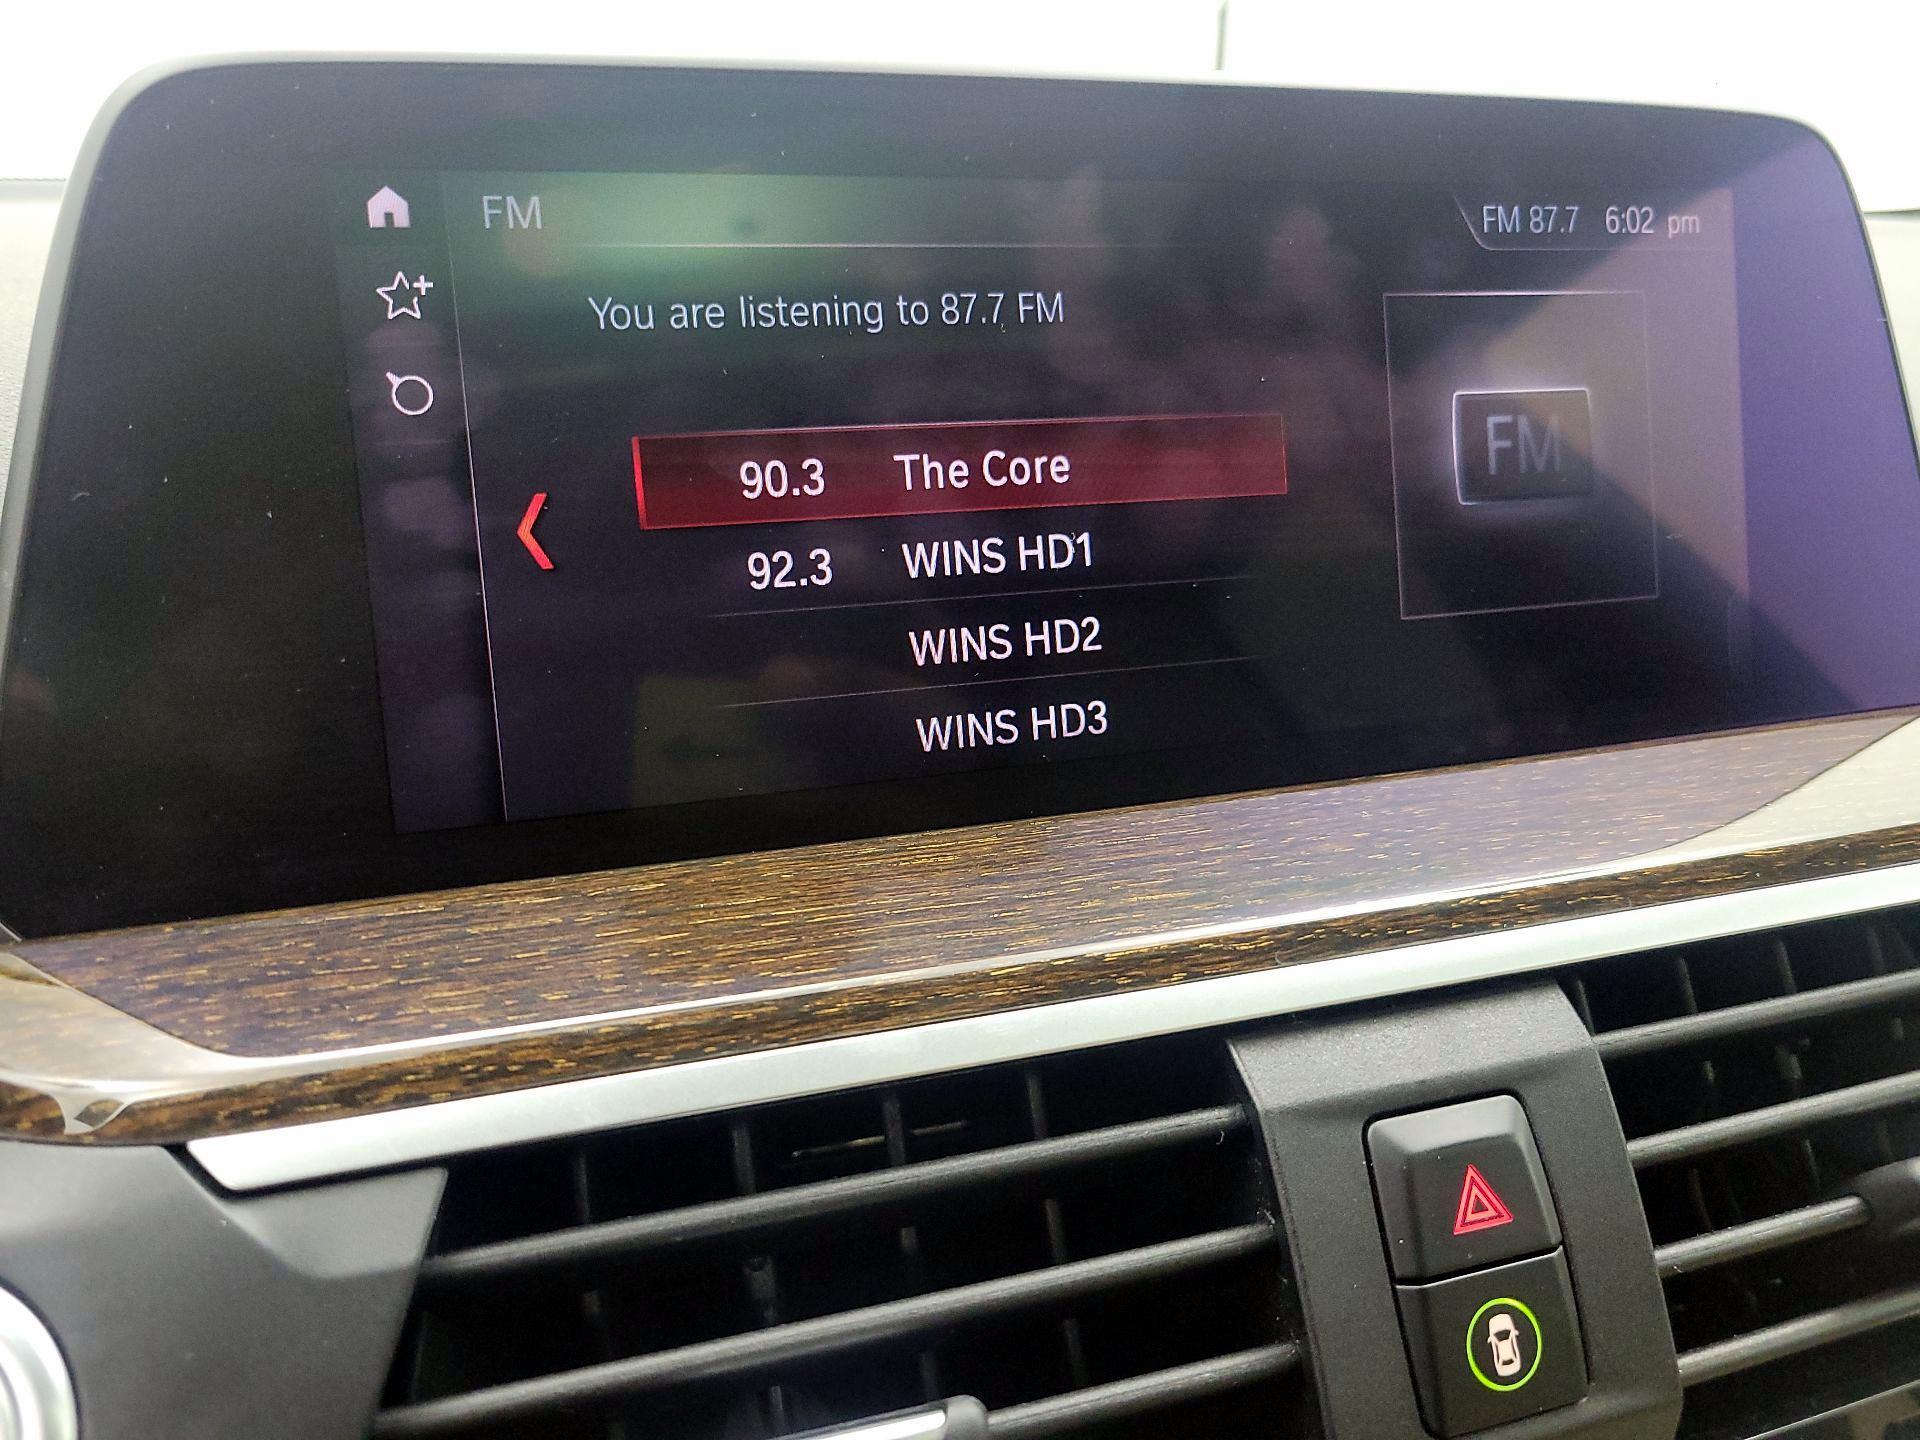 FM
FM 87.7 6:02 pm
You are listening to 87.7 FM
FM
90.3 The Core
92.3 WINS HD1
WINS HD2
WINS HD3